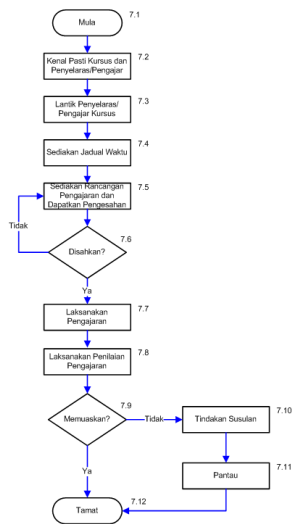 Mula
7.1
Kenal Pasti Kursus dan
Penyelaras/Pengajar
7.2
Lantik Penyelaras/
Pengajar Kursus
7.3
Sediakan Jadual Waktu
7.4
Sediakan Rancangan
Pengajaran dan
Dapatkan Pengesahan
7.5
Tidak
Disahkan?
7.6
Ya
Laksanakan
Pengajaran
7.7
Laksanakan Penilaian
Pengajaran
7.8
Memuaskan?
7.9
Tidak
Tindakan Susulan
7.10
Pantau
7.11
Ya
Tamat
7.12